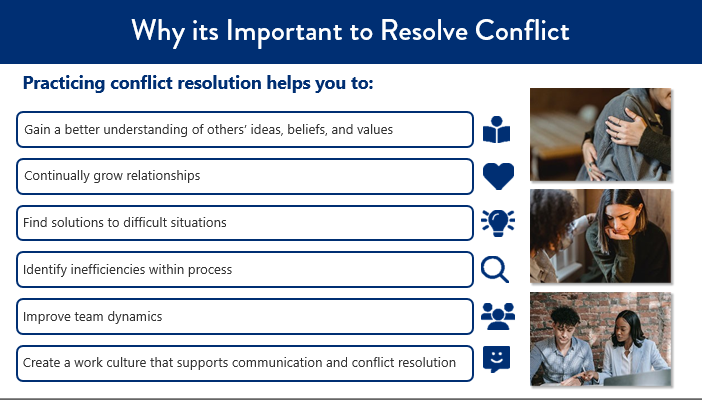 Why its Important to Resolve Conflict
Practicing conflict resolution helps you to:
Gain a better understanding of others’ ideas, beliefs, and values
Continually grow relationships
Find solutions to difficult situations
Identify inefficiencies within process
Improve team dynamics
Create a work culture that supports communication and conflict resolution